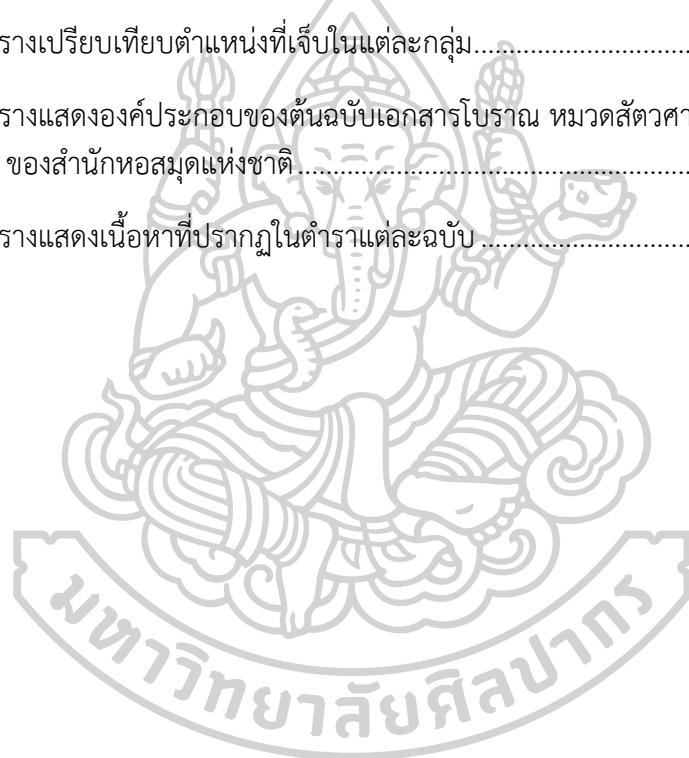 รางเปรียบเทียบตำแหน่งที่เจ็บในแต่ละกลุ่ม................................
รางแสดงองค์ประกอบของต้นฉบับเอกสารโบราณ หมวดสัตวศา
ของสำนักหอสมุดแห่งชาติ..........................................................
รางแสดงเนื้อหาที่ปรากฏในตำราแต่ละฉบับ...............................
มหาวิทยาลัยศิลปากร